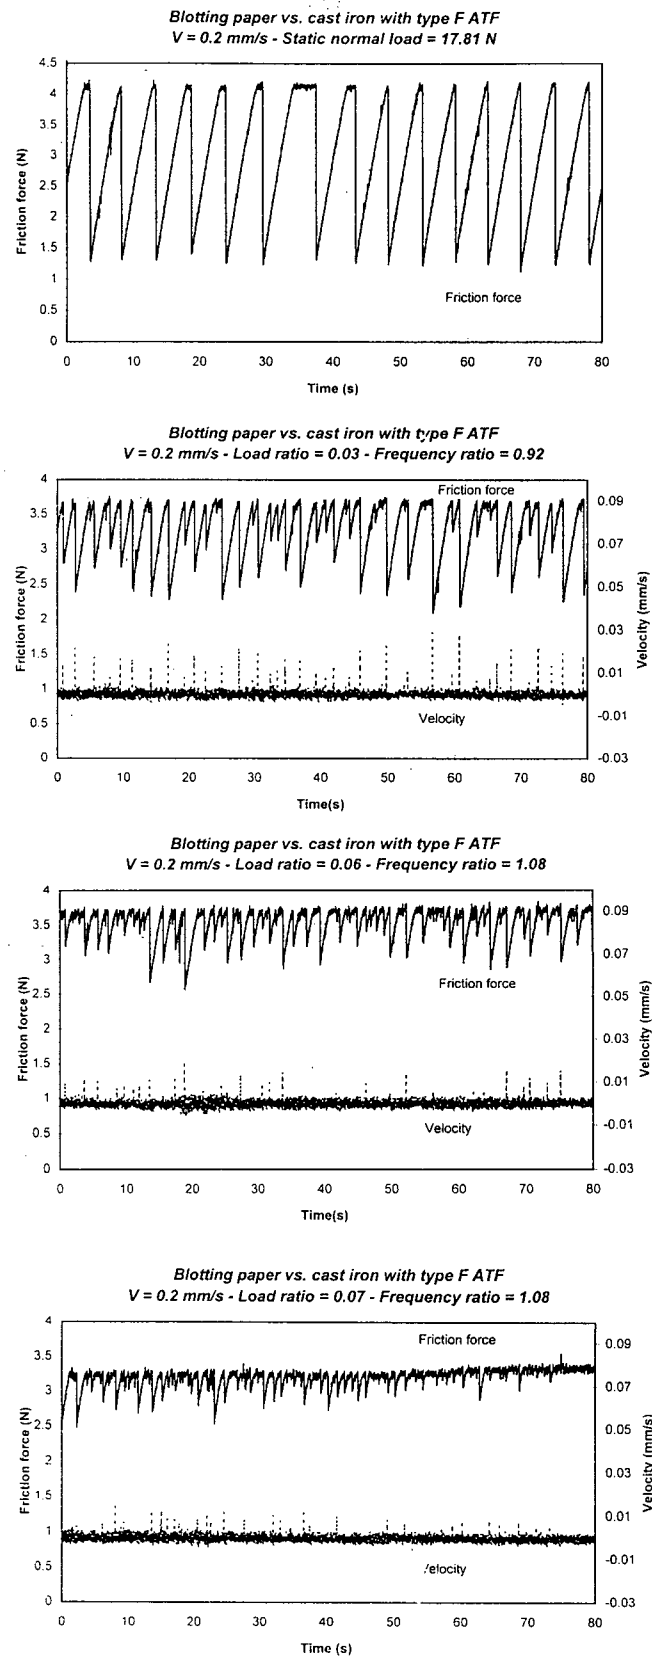 Blotting paper vs. cast iron with type F ATF
V = 0.2 mm/s - Static normal load = 17.81 N
4.5
4
3.5
3
2.5
2
1.5
1
0.5
0
Friction force (N)
Friction force
0 10 20 30 40 50 60 70 80
Time (s)
Blotting paper vs. cast iron with type F ATF
V = 0.2 mm/s - Load ratio = 0.03 - Frequency ratio = 0.92
4
3.5
3
2.5
2
1.5
1
0.5
0
Friction force (N)
Friction force
Velocity
0.09
0.07
0.05
0.03
0.01
-0.01
-0.03
Velocity (mm/s)
0 10 20 30 40 50 60 70 80
Time(s)
Blotting paper vs. cast iron with type F ATF
V = 0.2 mm/s - Load ratio = 0.06 - Frequency ratio = 1.08
4
3.5
3
2.5
2
1.5
1
0.5
0
Friction force (N)
Friction force
Velocity
0.09
0.07
0.05
0.03
0.01
-0.01
-0.03
Velocity (mm/s)
0 10 20 30 40 50 60 70 80
Time(s)
Blotting paper vs. cast iron with type F ATF
V = 0.2 mm/s - Load ratio = 0.07 - Frequency ratio = 1.08
4
3.5
3
2.5
2
1.5
1
0.5
0
Friction force (N)
Friction force
Velocity
0.09
0.07
0.05
0.03
0.01
-0.01
-0.03
Velocity (mm/s)
0 10 20 30 40 50 60 70 80
Time (s)